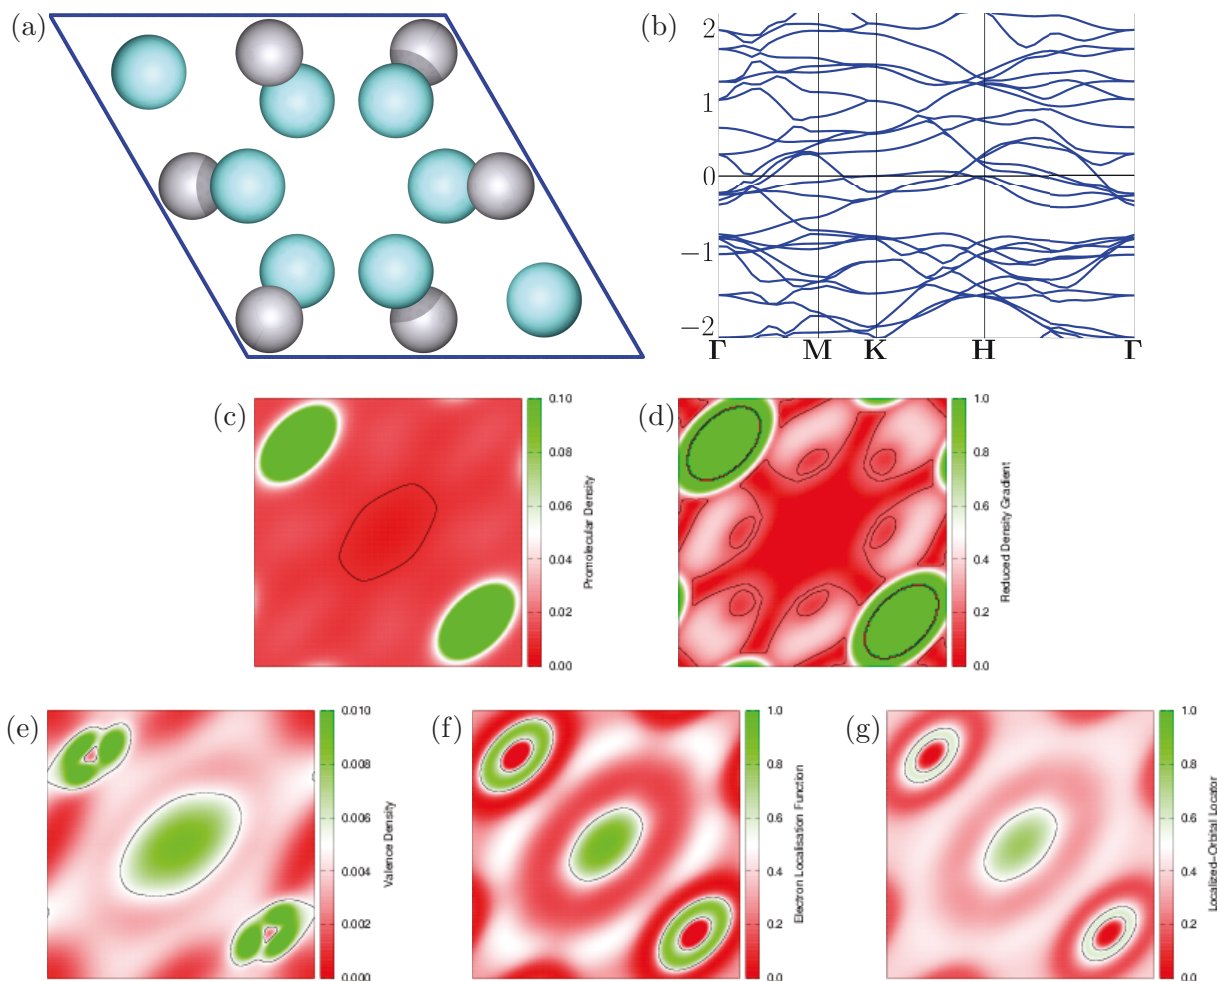 (a)
(b)
2
1
0
−1
−2
Γ M K H Γ
(c)
0.10
0.08
0.06
0.04
0.02
0.00
Promolecular Density
(d)
1.0
0.8
0.6
0.4
0.2
0.0
Reduced Density Gradient
(e)
0.010
0.008
0.006
0.004
0.002
0.000
Valence Density
(f)
1.0
0.8
0.6
0.4
0.2
0.0
Electron Localisation Function
(g)
1.0
0.8
0.6
0.4
0.2
0.0
Localized-Orbital Locator